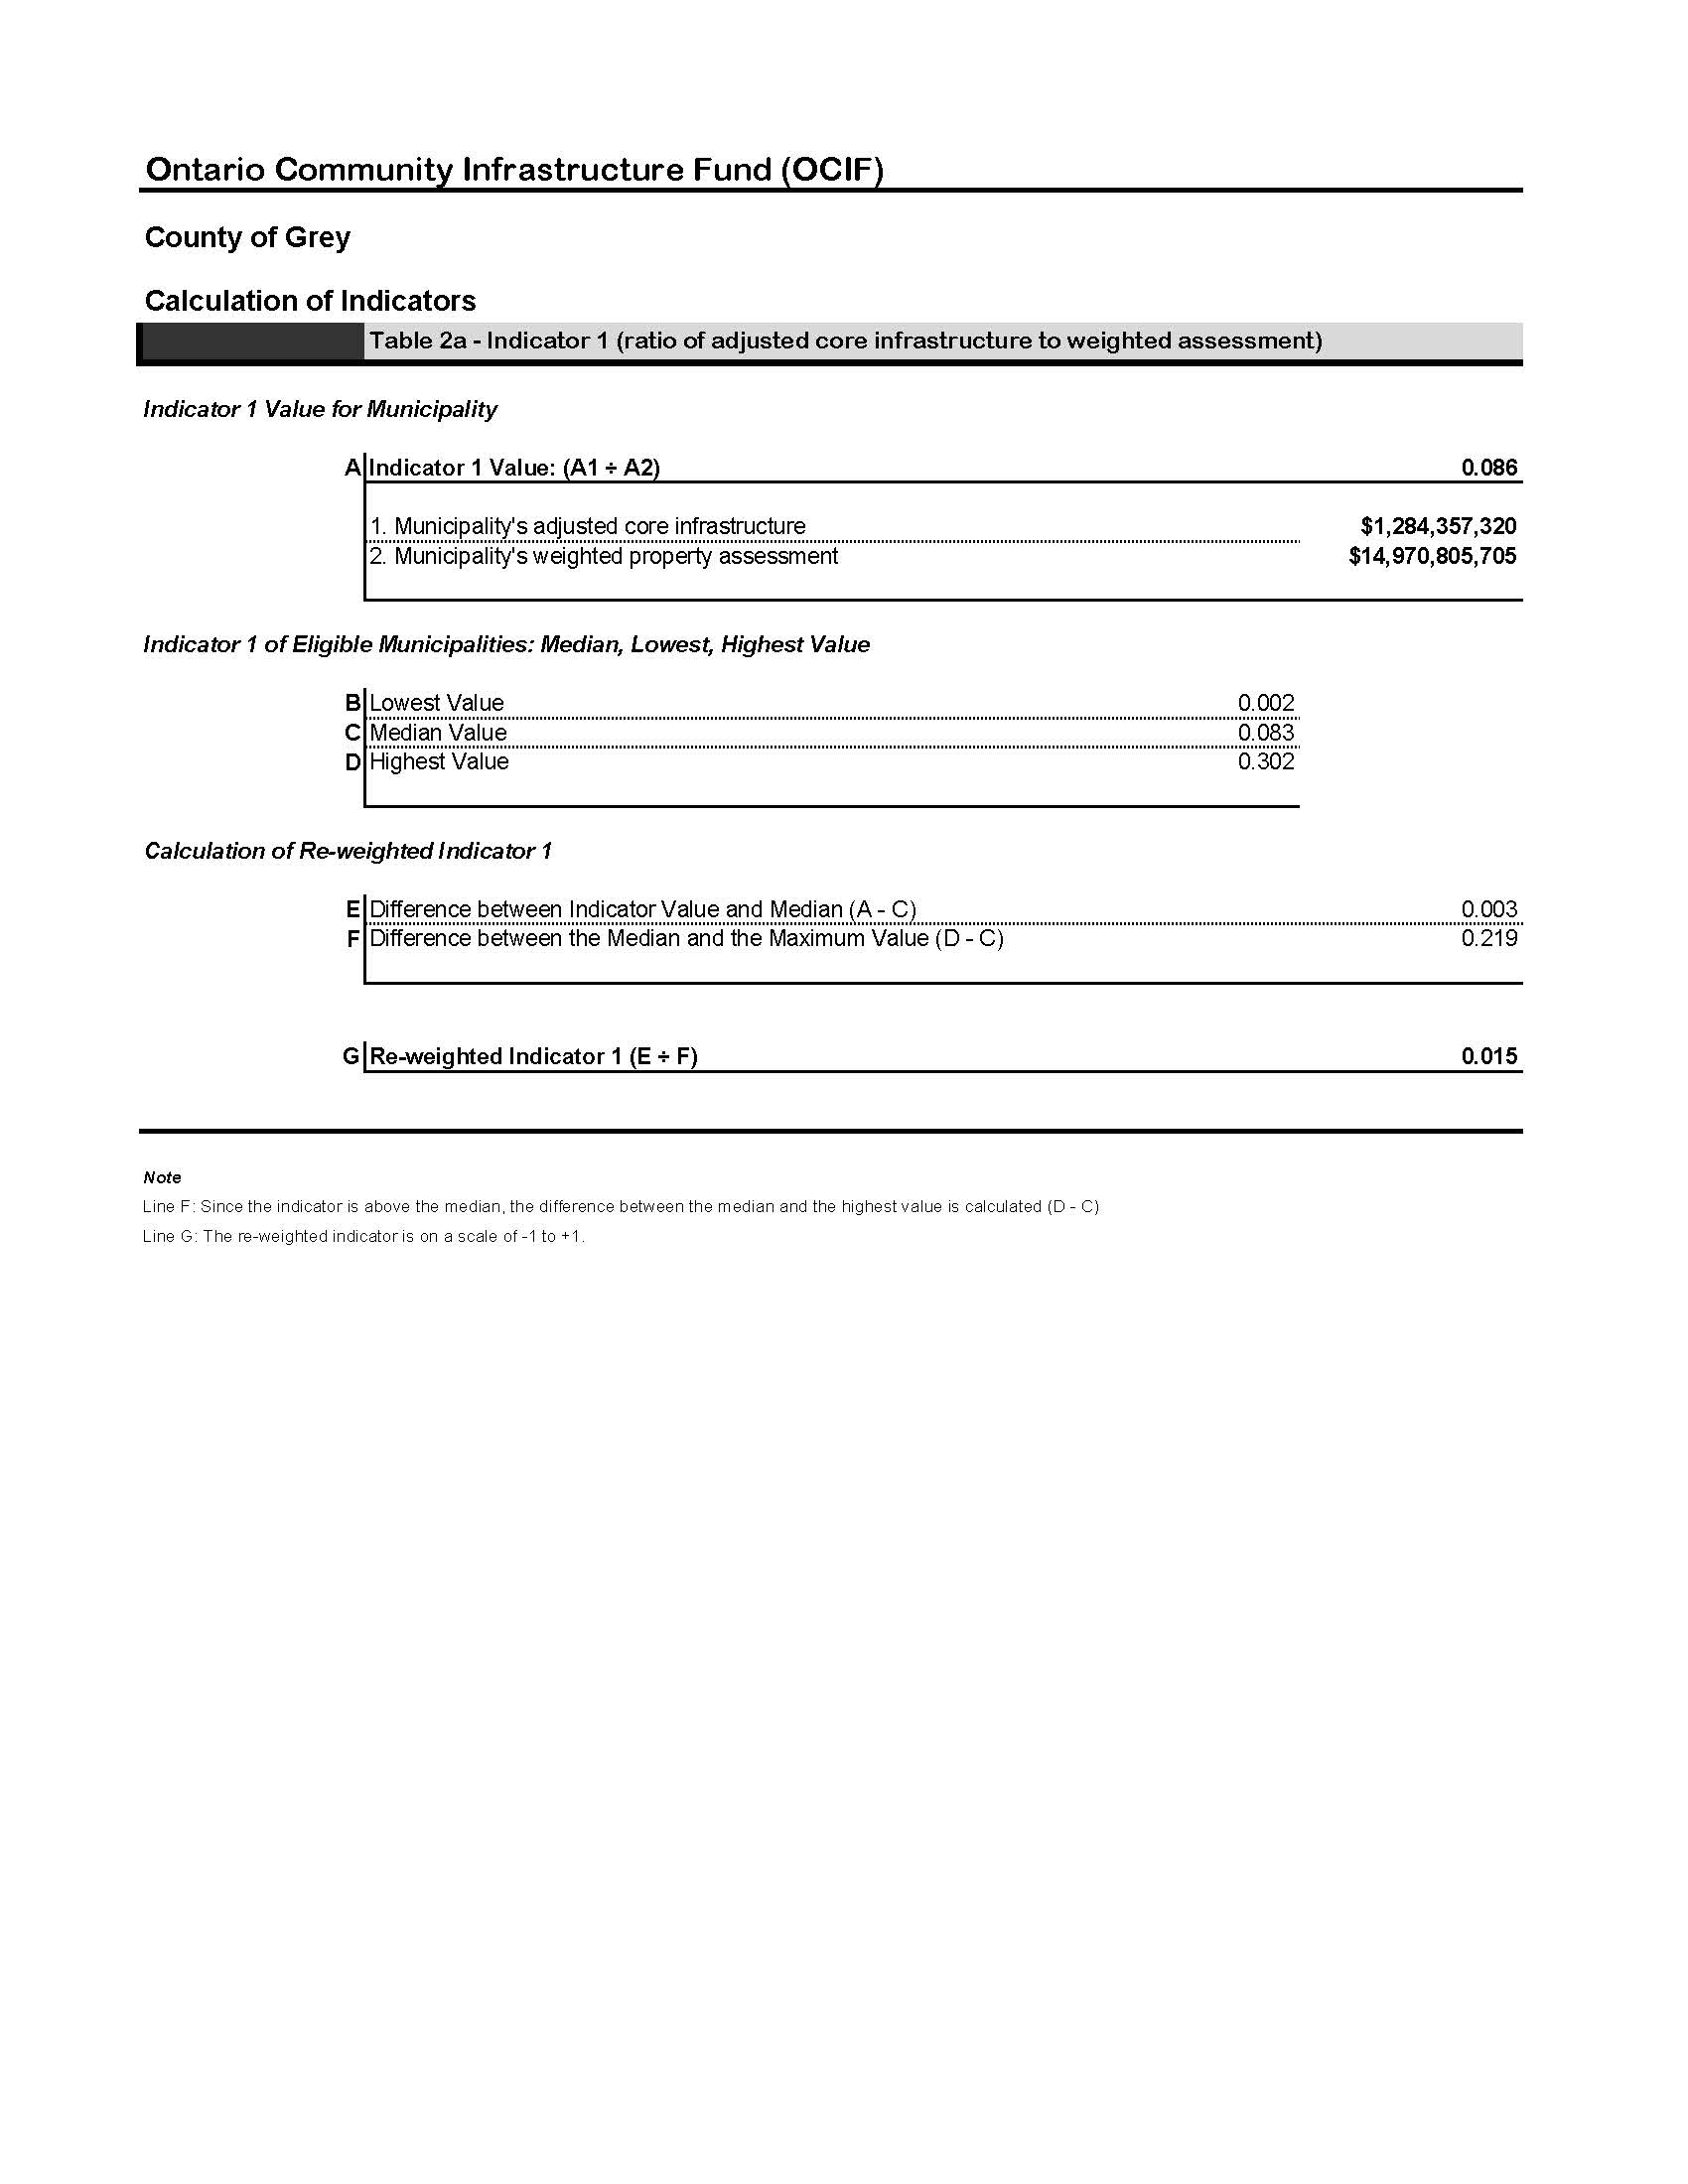 Ontario Community Infrastructure Fund (OCIF)
County of Grey
Calculation of Indicators
Table 2a - Indicator 1 (ratio of adjusted core infrastructure to weighted assessment)
Indicator 1 Value for Municipality
A Indicator 1 Value: (A1 ÷ A2) 0.086
1. Municipality's adjusted core infrastructure $1,284,357,320
2. Municipality's weighted property assessment $14,970,805,705
Indicator 1 of Eligible Municipalities: Median, Lowest, Highest Value
B Lowest Value 0.002
C Median Value 0.083
D Highest Value 0.302
Calculation of Re-weighted Indicator 1
E Difference between Indicator Value and Median (A - C) 0.003
F Difference between the Median and the Maximum Value (D - C) 0.219
G Re-weighted Indicator 1 (E ÷ F) 0.015
Note
Line F: Since the indicator is above the median, the difference between the median and the highest value is calculated (D - C)
Line G: The re-weighted indicator is on a scale of -1 to +1.